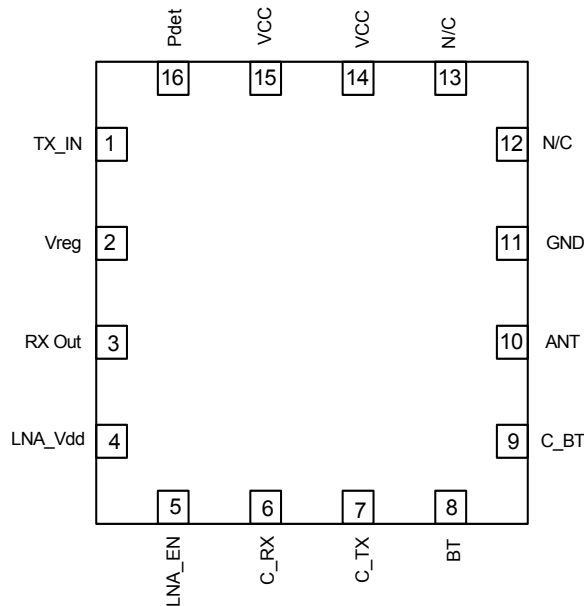 Pdet
VCC
VCC
N/C
16
15
14
13
TX_IN
1
12
N/C
Vreg
2
11
GND
RX Out
3
10
ANT
LNA_Vdd
4
9
C_BT
5
6
7
8
LNA_EN
C_RX
C_TX
BT